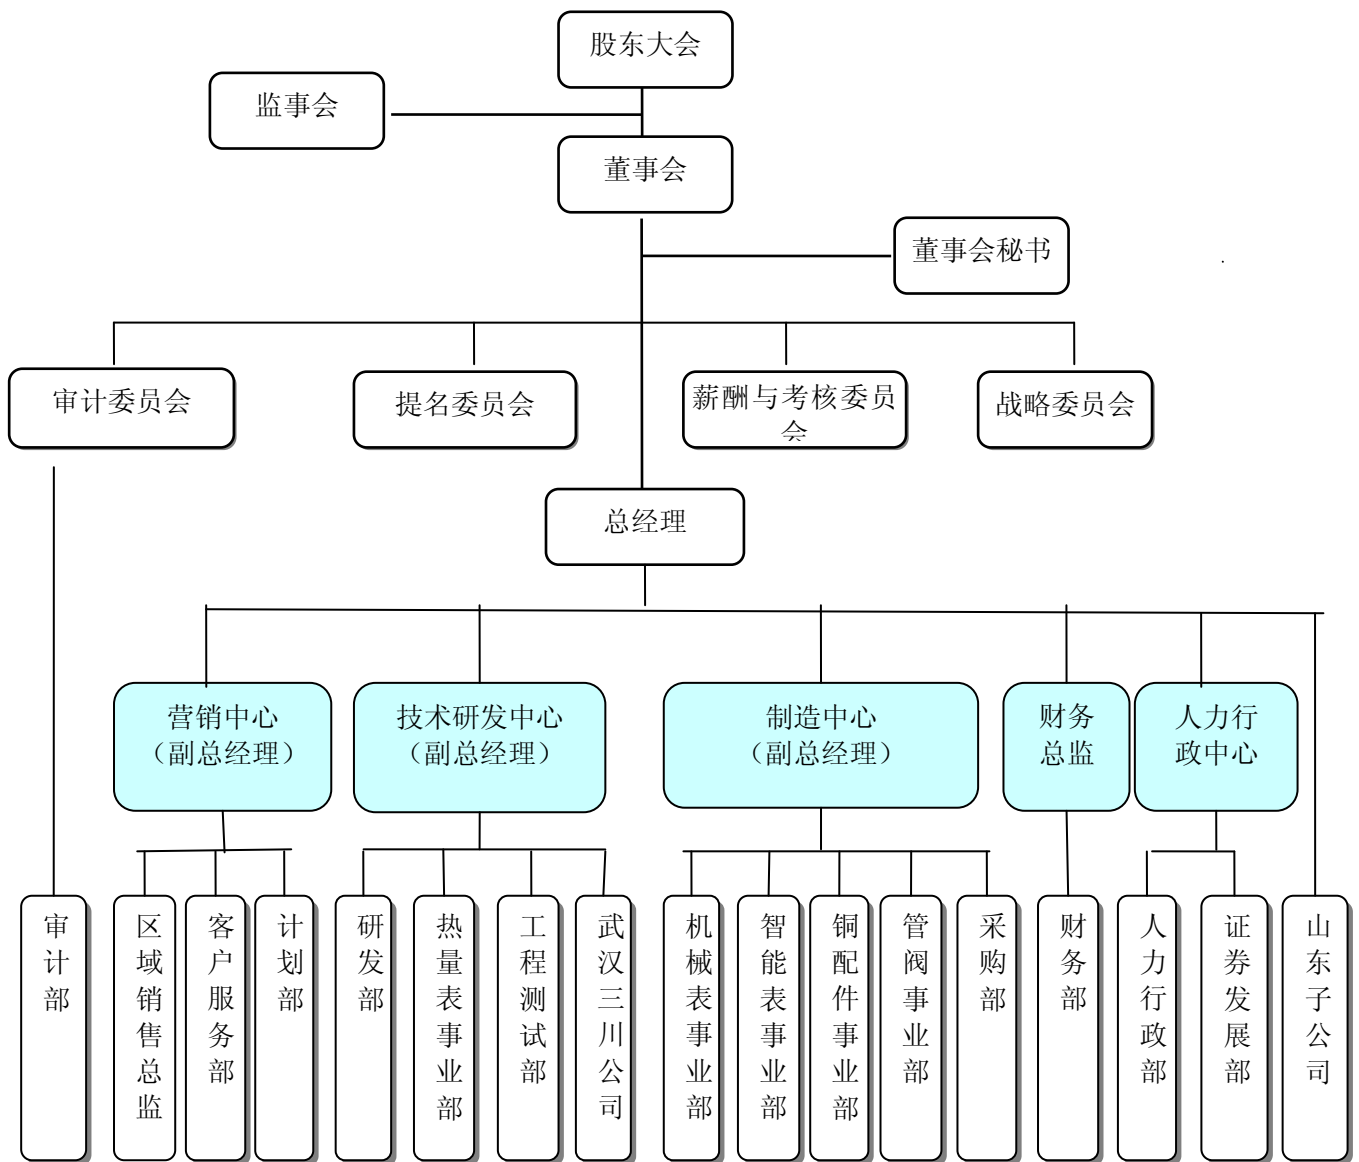 股东大会
监事会
董事会
董事会秘书
审计委员会
提名委员会
薪酬与考核委员
会
战略委员会
总经理
营销中心
（副总经理）
技术研发中心
（副总经理）
制造中心
（副总经理）
财务
总监
人力行
政中心
审计部
区域销售总监
客户服务部
计划部
研发部
热量表事业部
工程测试部
武汉三川公司
机械表事业部
智能表事业部
铜配件事业部
管阀事业部
采购部
财务部
人力行政部
证券发展部
山东子公司